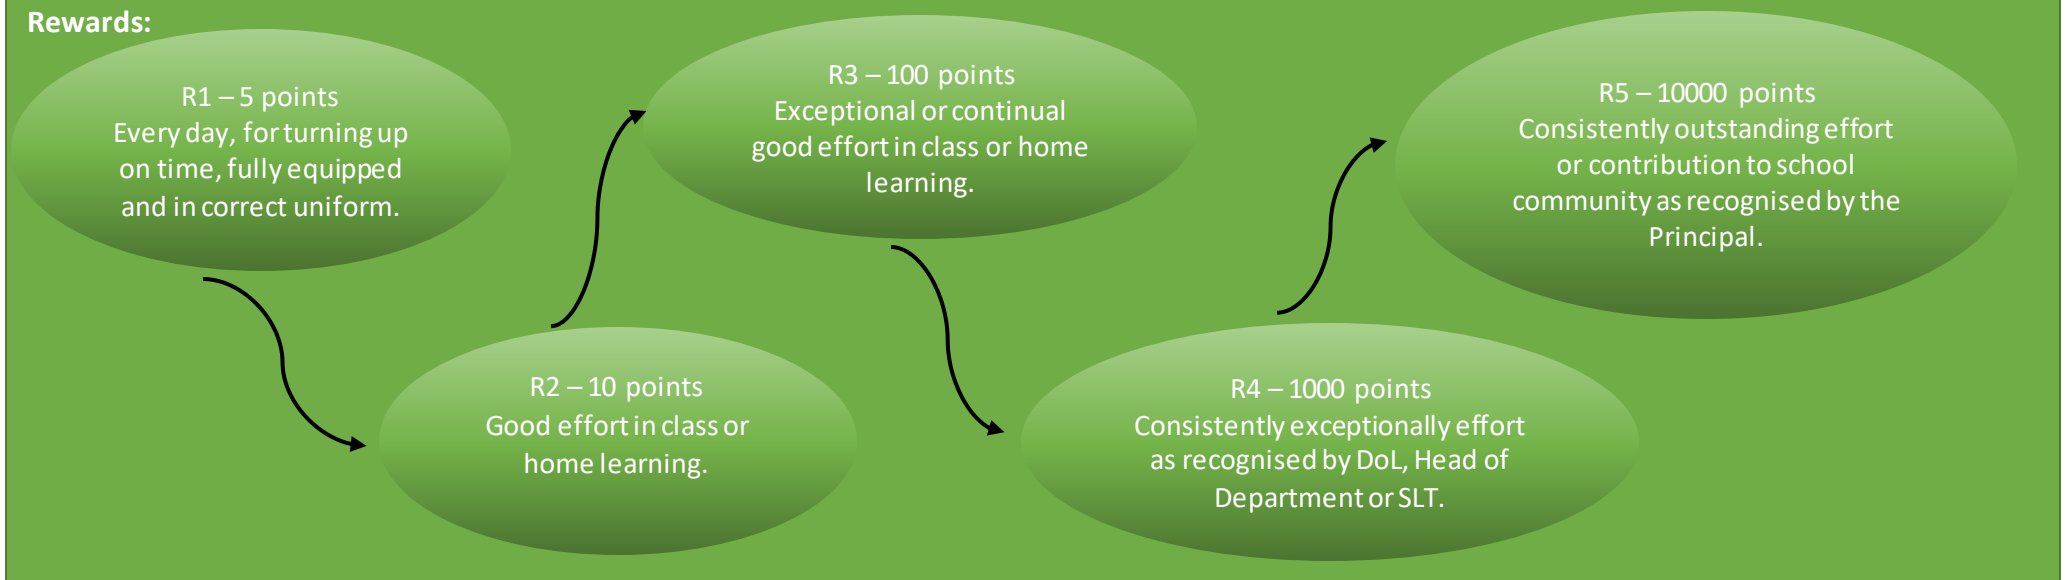 Rewards:
R1 – 5 points
Every day, for turning up
on time, fully equipped
and in correct uniform.
R2 – 10 points
Good effort in class or
home learning.
R3 – 100 points
Exceptional or continual
good effort in class or home
learning.
R4 – 1000 points
Consistently exceptionally effort
as recognised by DoL, Head of
Department or SLT.
R5 – 10000 points
Consistently outstanding effort
or contribution to school
community as recognised by the
Principal.